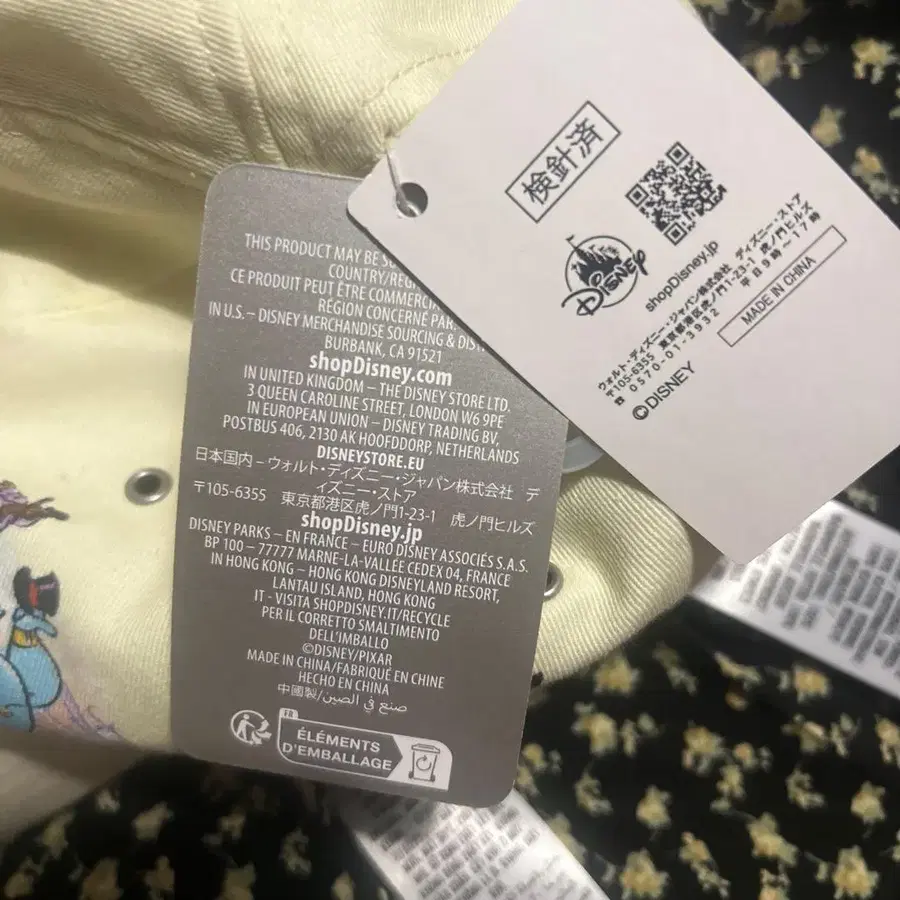 THIS PRODUCT MAY BE
COUNTRY/RE
CE PRODUIT PEUT ÊTRE COMMERC
RÉGION CONCERNÉ PAR
IN U.S. – DISNEY MERCHANDISE SOURCING &
BURBANK, CA 91521
shopDisney.com
IN UNITED KINGDOM – THE DISNEY STORE LTD.
3 QUEEN CAROLINE STREET, LONDON W6 9PE
IN EUROPEAN UNION – DISNEY TRADING BV,
POSTBUS 406, 2130 AK HOOFDDORP, NETHERLANDS
DISNEYSTORE.EU
日本国内 – ウォルト・ディズニー・ジャパン株式会社 デ
ィズニー・ストア
〒105-6355 東京都港区虎ノ門1-23-1 虎ノ門ヒルズ
shopDisney.jp
DISNEY PARKS – EN FRANCE – EURO DISNEY ASSOCIÉS S.A.S.
BP 100 – 77777 MARNE-LA-VALLÉE CEDEX 04, FRANCE
IN HONG KONG – HONG KONG DISNEYLAND RESORT,
LANTAU ISLAND, HONG KONG
IT - VISITA SHOPDISNEY.IT/RECYCLE
PER IL CORRETTO SMALTIMENTO
DELL'IMBALLO
©DISNEY/PIXAR
MADE IN CHINA/FABRIQUÉ EN CHINE
HECHO EN CHINA
中國製/صنع في الصين
FR
ÉLÉMENTS
D'EMBALLAGE
検針済
Disney
shopDisney.jp
ウォルト・ディズニー・ジャパン株式会社 ディズニー・ストア
〒105-6355 東京都港区虎ノ門1-23-1 虎ノ門ヒルズ
☎0570-01-3932 平日9時～17時
©DISNEY
MADE IN CHINA